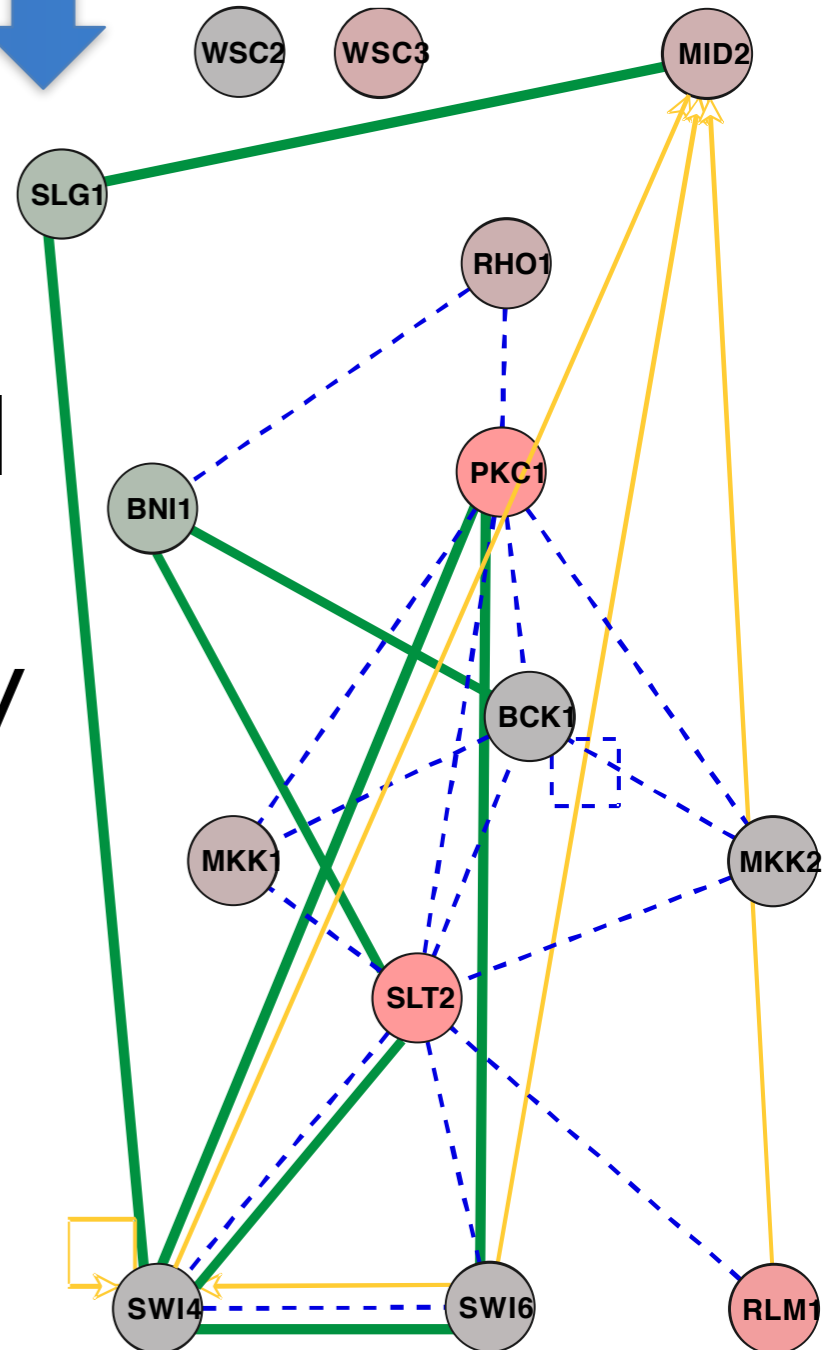 WSC2 WSC3 MID2
SLG1
RHO1
PKC1
BNI1
BCK1
MKK1 MKK2
SLT2
SWI4 SWI6 RLM1
y